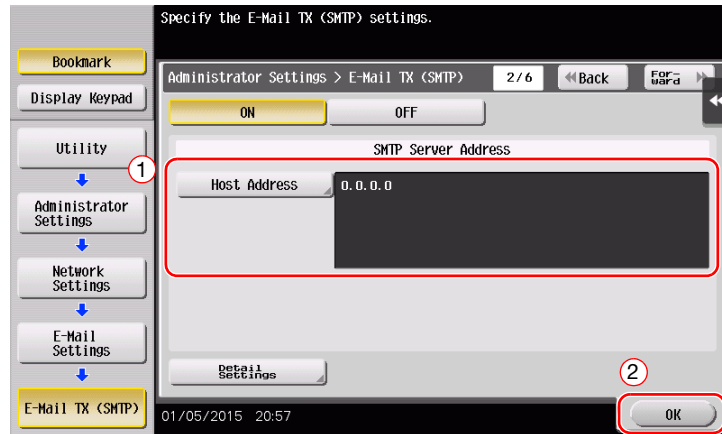 Specify the E-Mail TX (SMTP) settings.
Bookmark
Display Keypad
Utility
Administrator
Settings
Network
Settings
E-Mail
Settings
E-Mail TX (SMTP)
Administrator Settings > E-Mail TX (SMTP)
2/6
Back
For-
ward
ON
OFF
SMTP Server Address
1
Host Address
0.0.0.0
Detail
Settings
2
01/05/2015 20:57
OK